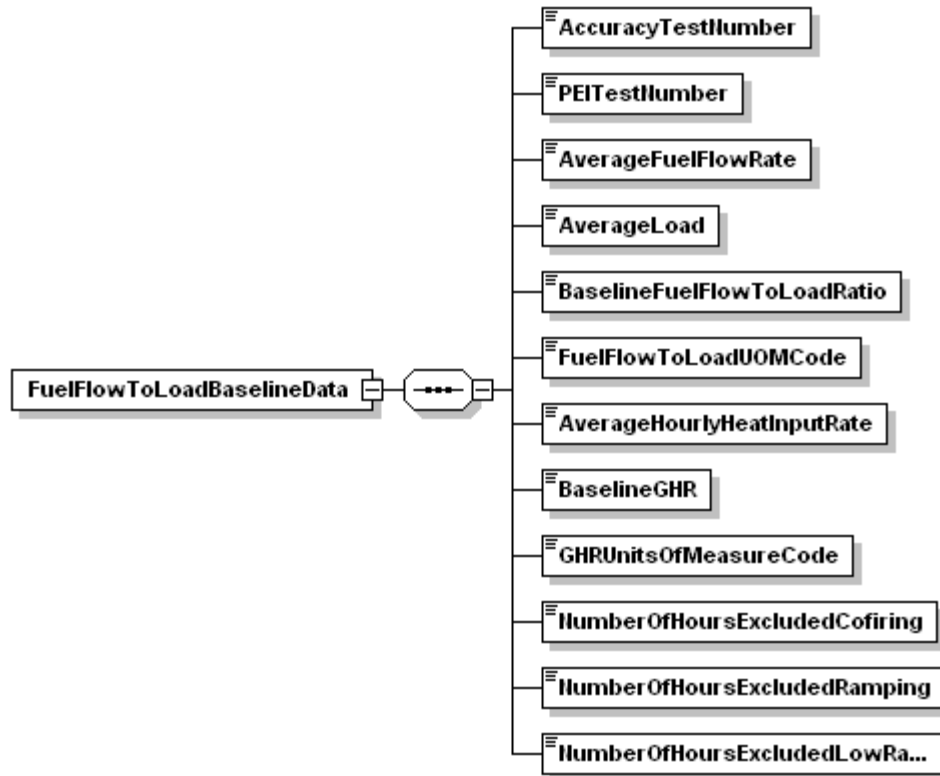 AccuracyTestNumber
PEITestNumber
AverageFuelFlowRate
AverageLoad
BaselineFuelFlowToLoadRatio
FuelFlowToLoadUOMCode
FuelFlowToLoadBaselineData
AverageHourlyHeatInputRate
BaselineGHR
GHRUnitsOfMeasureCode
NumberOfHoursExcludedCofiring
NumberOfHoursExcludedRamping
NumberOfHoursExcludedLowRa...